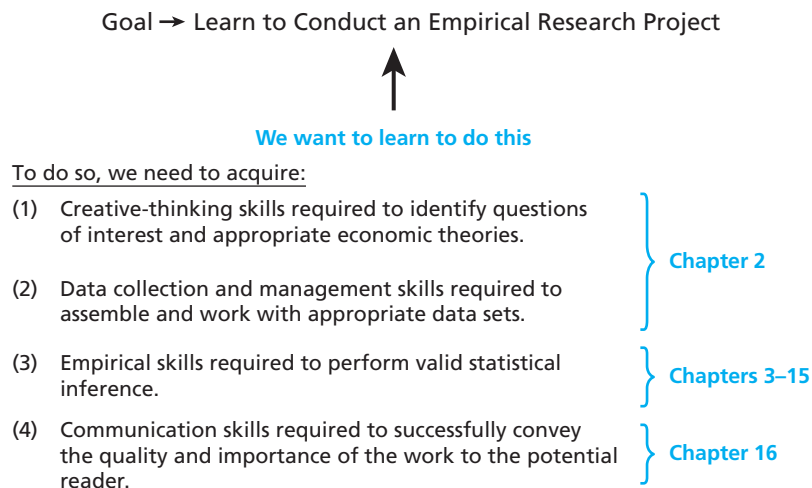 Goal → Learn to Conduct an Empirical Research Project
We want to learn to do this
To do so, we need to acquire:
(1) Creative-thinking skills required to identify questions
of interest and appropriate economic theories.
Chapter 2
(2) Data collection and management skills required to
assemble and work with appropriate data sets.
(3) Empirical skills required to perform valid statistical
inference.
Chapters 3–15
(4) Communication skills required to successfully convey
the quality and importance of the work to the potential
reader.
Chapter 16